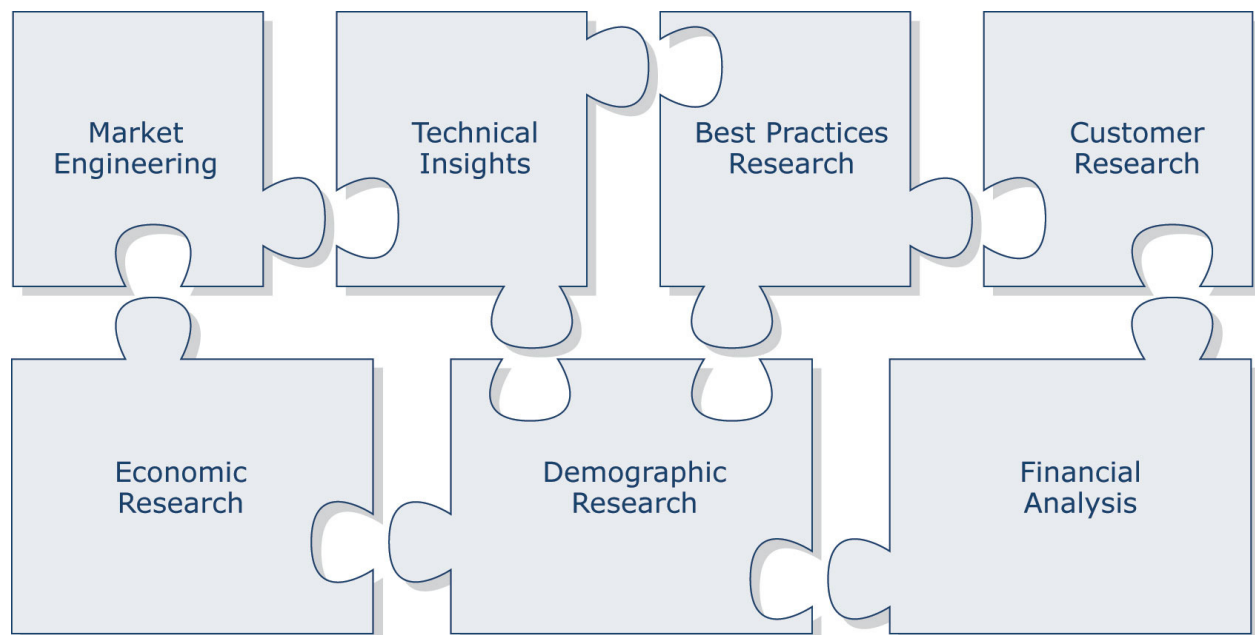 Market
Engineering
Technical
Insights
Best Practices
Research
Customer
Research
Economic
Research
Demographic
Research
Financial
Analysis